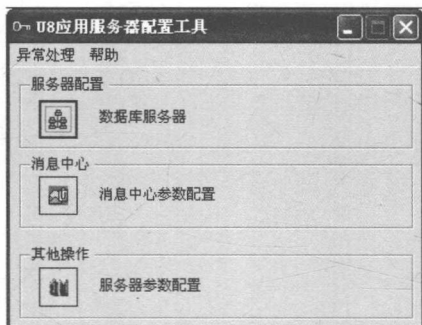 U8应用服务器配置工具
异常处理 帮助
服务器配置
数据库服务器
消息中心
消息中心参数配置
其他操作
服务器参数配置